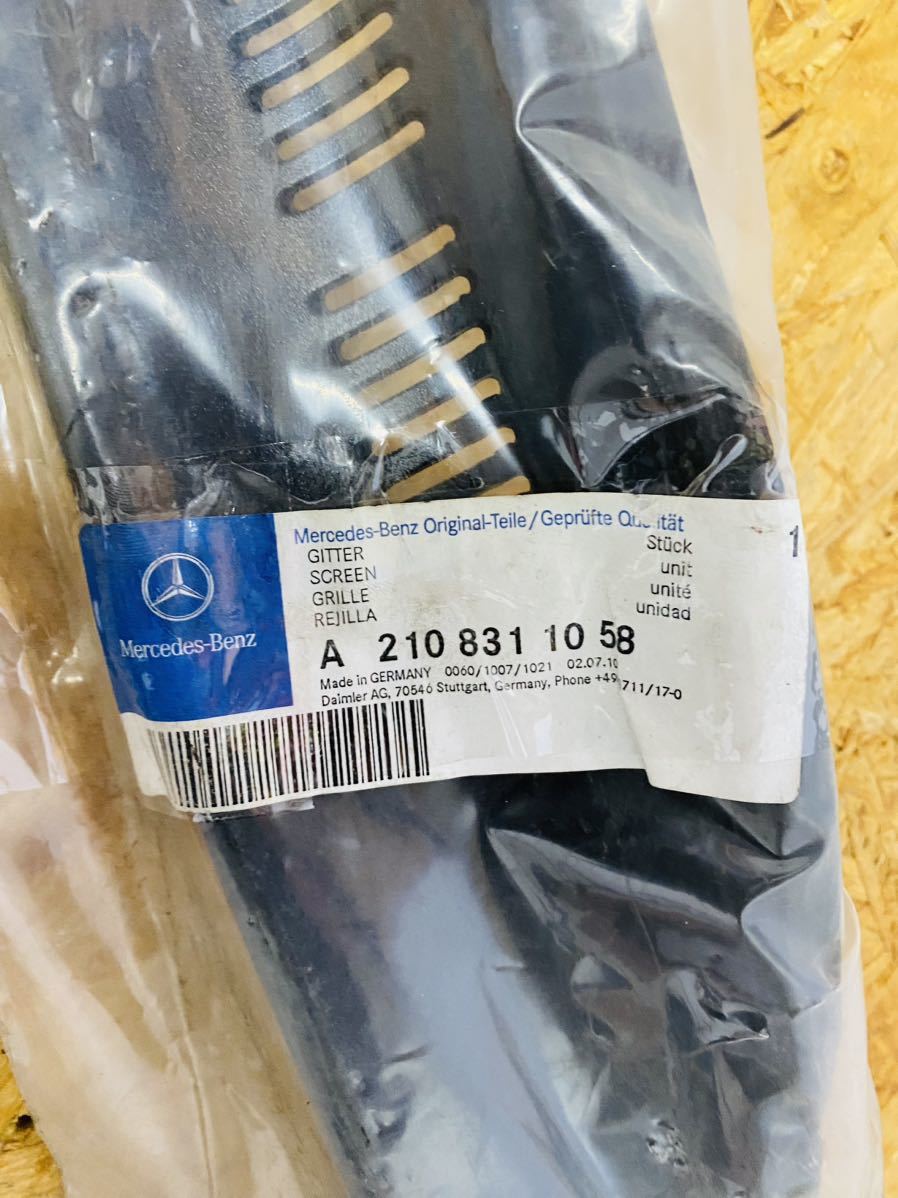 Mercedes-Benz Original-Teile/Geprüfte
GITTER Stück 1
SCREEN unit
GRILLE unité
REJILLA unidad
Mercedes-Benz
A 210 831 10 58
Made in GERMANY 0060/1007/1021 02.07.10
Daimler AG, 70546 Stuttgart, Germany, Phone +49 711/17-0